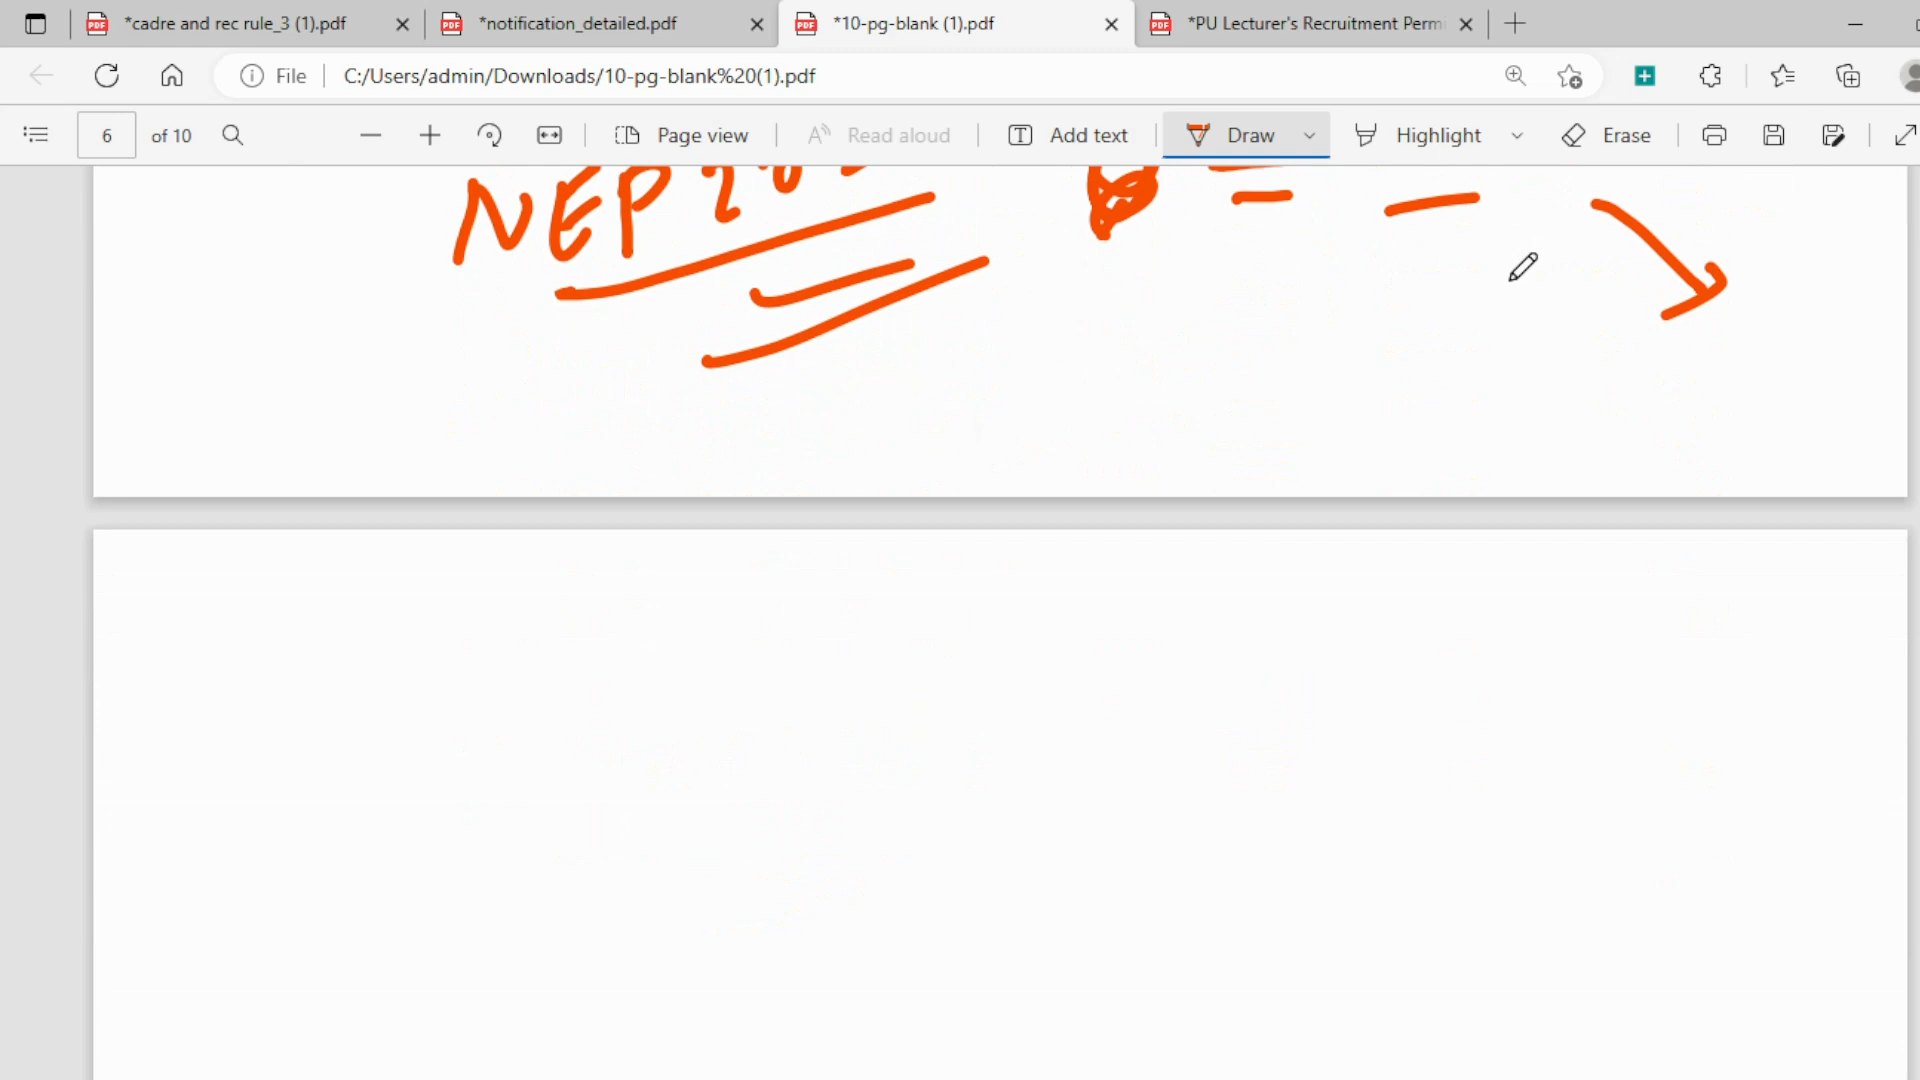 *cadre and rec rule_3 (1).pdf
*notification_detailed.pdf
*10-pg-blank (1).pdf
*PU Lecturer's Recruitment Permi
File
C:/Users/admin/Downloads/10-pg-blank%20(1).pdf
6 of 10
Page view
Read aloud
Add text
Draw
Highlight
Erase
NEP